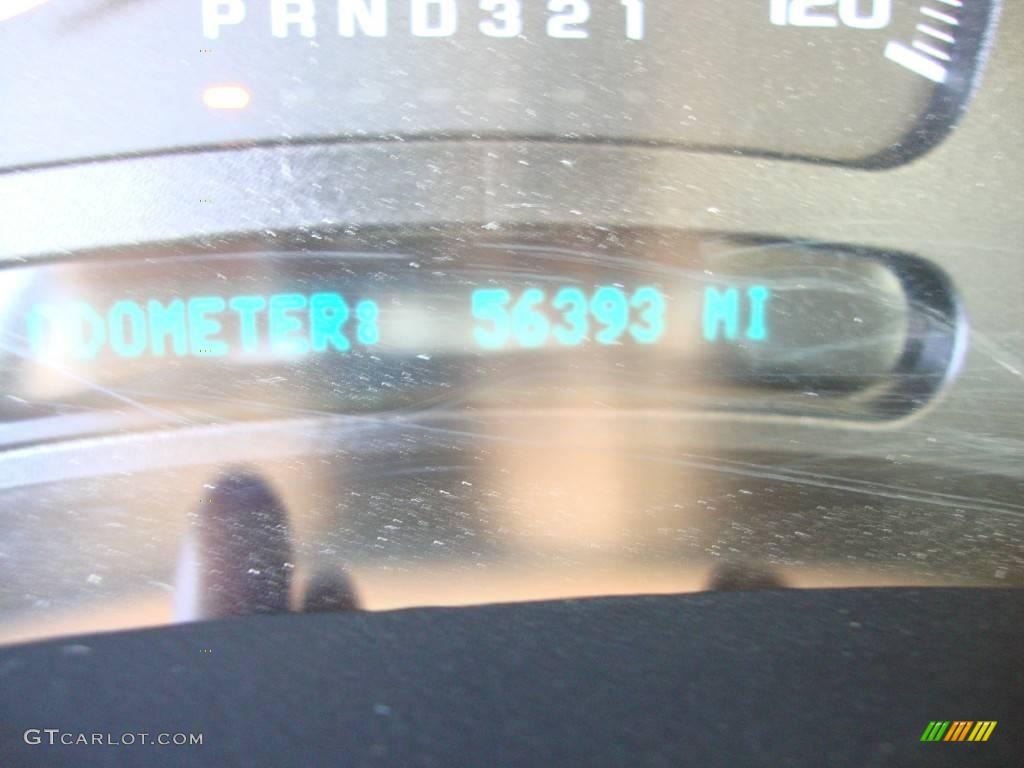 PRND321
120
ODOMETER: 56393 MI
GTCARLOT.COM